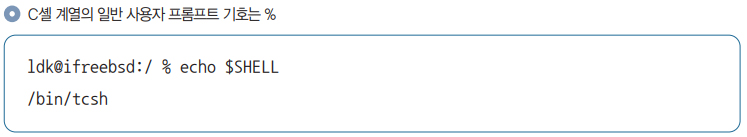 C셸 계열의 일반 사용자 프롬프트 기호는 %
ldk@ifreebsd:/ % echo $SHELL
/bin/tcsh